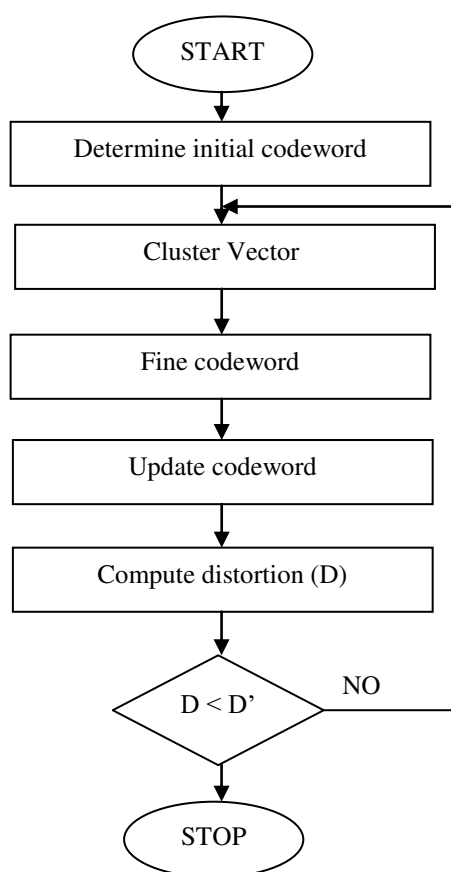 START
Determine initial codeword
Cluster Vector
Fine codeword
Update codeword
Compute distortion (D)
D < D’
NO
STOP